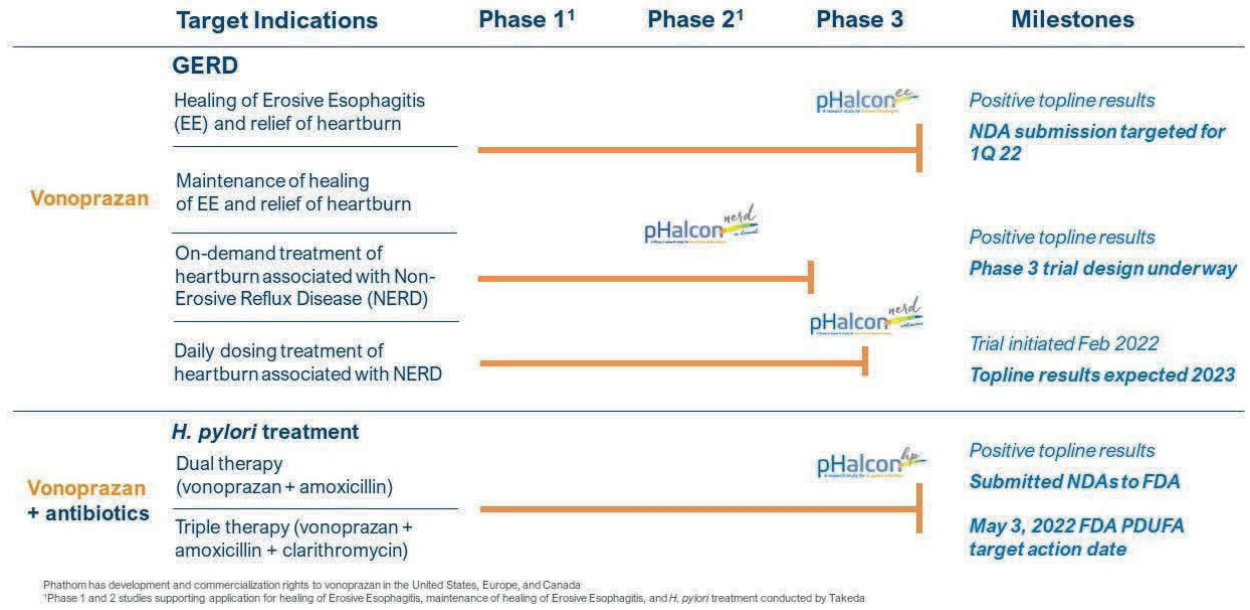 Target Indications Phase 1¹ Phase 2¹ Phase 3 Milestones
GERD
Healing of Erosive Esophagitis
(EE) and relief of heartburn
pHalcon ee
Positive topline results
NDA submission targeted for
1Q 22
Vonoprazan
Maintenance of healing
of EE and relief of heartburn
pHalcon nerd
On-demand treatment of
heartburn associated with Non-
Erosive Reflux Disease (NERD)
Positive topline results
Phase 3 trial design underway
pHalcon nerd
Daily dosing treatment of
heartburn associated with NERD
Trial initiated Feb 2022
Topline results expected 2023
H. pylori treatment
Vonoprazan
+ antibiotics
Dual therapy
(vonoprazan + amoxicillin)
pHalcon hp
Positive topline results
Submitted NDAs to FDA
Triple therapy (vonoprazan +
amoxicillin + clarithromycin)
May 3, 2022 FDA PDUFA
target action date
Phathom has development and commercialization rights to vonoprazan in the United States, Europe, and Canada
¹Phase 1 and 2 studies supporting application for healing of Erosive Esophagitis, maintenance of healing of Erosive Esophagitis, and H. pylori treatment conducted by Takeda